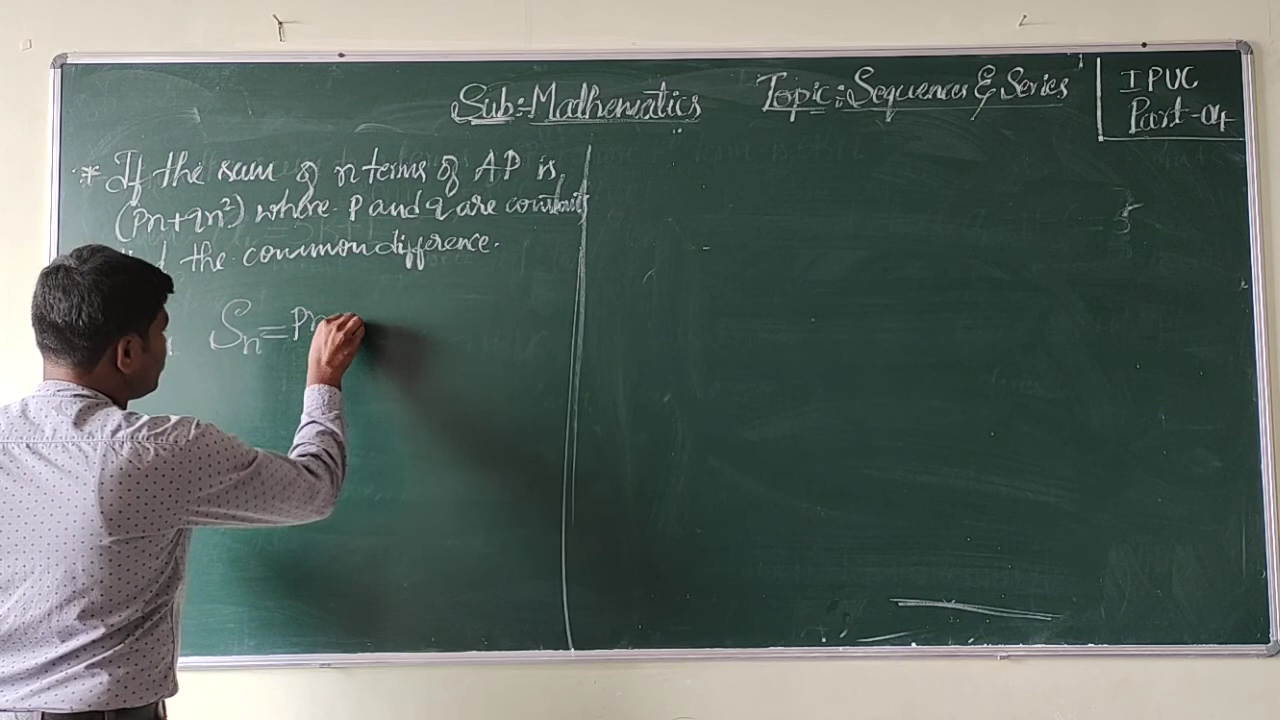 Sub:- Mathematics
Topic:- Sequences & Series
I PUC
Part-04
* If the sum of n terms of AP is,
(Pn+qn²) where P and q are constants
the common difference.
Sn = Pn